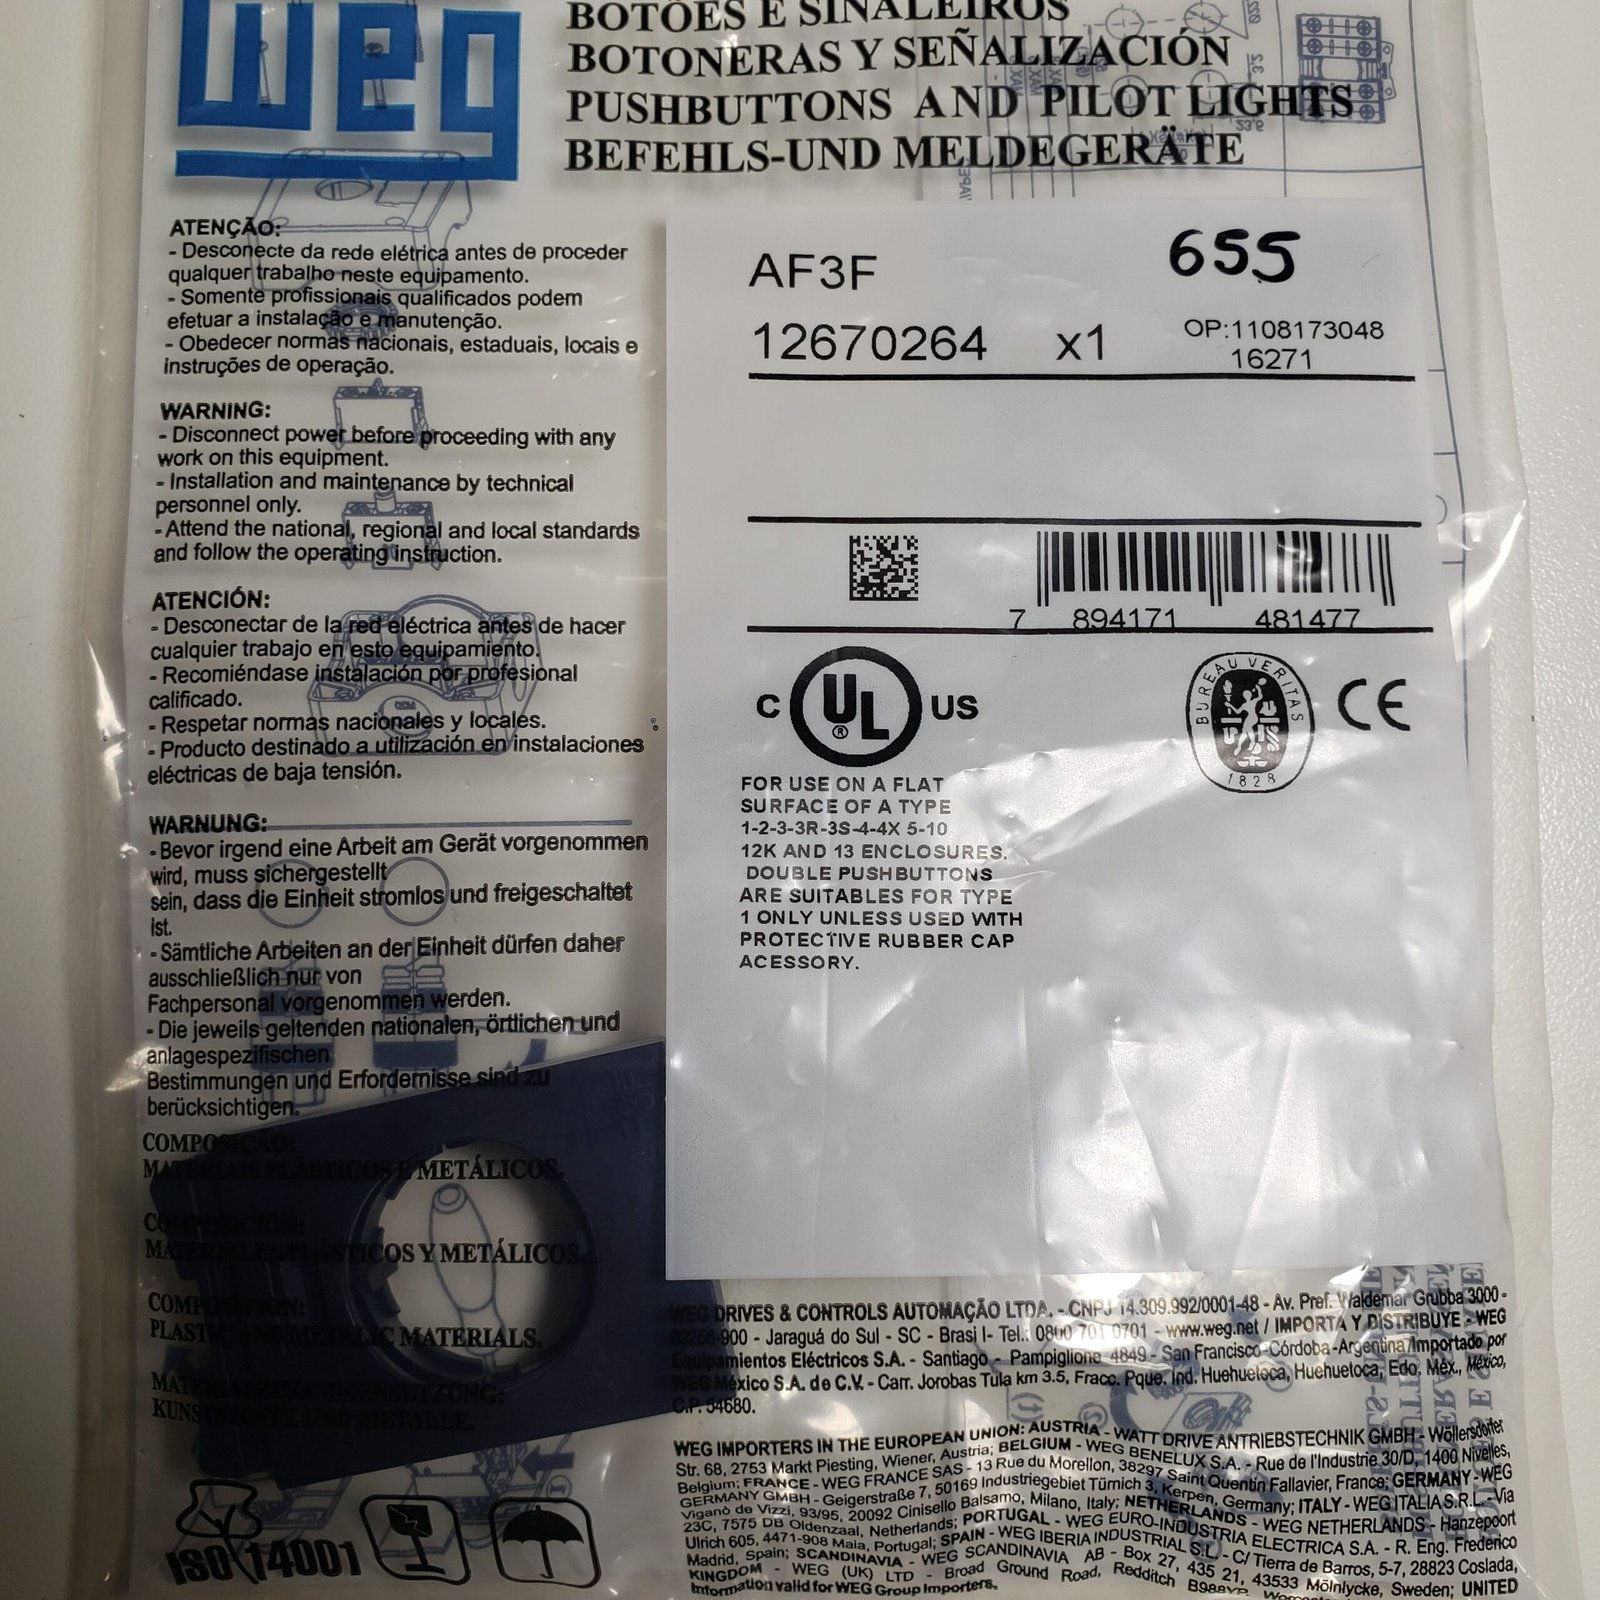 weg
BOTÕES E SINALEIROS
BOTONERAS Y SEÑALIZACIÓN
PUSHBUTTONS AND PILOT LIGHTS
BEFEHLS-UND MELDEGERÄTE
ATENÇÃO:
- Desconecte da rede elétrica antes de proceder
qualquer trabalho neste equipamento.
- Somente profissionais qualificados podem
efetuar a instalação e manutenção.
- Obedecer normas nacionais, estaduais, locais e
instruções de operação.
WARNING:
- Disconnect power before proceeding with any
work on this equipment.
- Installation and maintenance by technical
personnel only.
- Attend the national, regional and local standards
and follow the operating instruction.
ATENCIÓN:
- Desconectar de la red eléctrica antes de hacer
cualquier trabajo en esto equipamiento.
- Recomiéndase instalación por profesional
calificado.
- Respetar normas nacionales y locales.
- Producto destinado a utilización en instalaciones
eléctricas de baja tensión.
WARNUNG:
- Bevor irgend eine Arbeit am Gerät vorgenommen
wird, muss sichergestellt
sein, dass die Einheit stromlos und freigeschaltet
ist.
- Sämtliche Arbeiten an der Einheit dürfen daher
ausschließlich nur von
Fachpersonal vorgenommen werden.
- Die jeweils geltenden nationalen, örtlichen und
anlagespezifischen
Bestimmungen und Erfordernisse sind zu
berücksichtigen.
COMPOSIÇÃO:
MATERIAIS PLÁSTICOS E METÁLICOS.
COMPOSICIÓN:
MATERIALES PLÁSTICOS Y METÁLICOS.
COMPOSITION:
PLASTIC METALIC MATERIALS.
KUNSTSTOFFE UND METALLE.
ISO 14001
AF3F
655
12670264 x1
OP:1108173048
16271
7 894171 481477
C UL ® US
BUREAU VERITAS
1828
CE
FOR USE ON A FLAT
SURFACE OF A TYPE
1-2-3-3R-3S-4-4X 5-10
12K AND 13 ENCLOSURES.
DOUBLE PUSHBUTTONS
ARE SUITABLES FOR TYPE
1 ONLY UNLESS USED WITH
PROTECTIVE RUBBER CAP
ACESSORY.
WEG DRIVES & CONTROLS AUTOMAÇÃO LTDA. - CNPJ 14.309.992/0001-48 - Av. Pref. Waldemar Grubba 3000 -
89256-900 - Jaraguá do Sul - SC - Brasil - Tel.: 0800 701 0701 - www.weg.net / IMPORTA Y DISTRIBUYE - WEG
Equipamientos Eléctricos S.A. - Santiago - Pampiglione 4849 - San Francisco-Córdoba-Argentina/Importado por
WEG México S.A. de C.V. - Carr. Jorobas Tula km 3.5, Fracc. Pque. Ind. Huehuetoca, Huehuetoca, Edo. Méx., México,
C.P. 54680.
WEG IMPORTERS IN THE EUROPEAN UNION: AUSTRIA - WATT DRIVE ANTRIEBSTECHNIK GMBH - Wöllersdorfer
Str. 68, 2753 Markt Piesting, Wiener, Austria; BELGIUM - WEG BENELUX S.A. - Rue de l'Industrie 30/D, 1400 Nivelles,
Belgium; FRANCE - WEG FRANCE SAS - 13 Rue du Morellon, 38297 Saint Quentin Fallavier, France; GERMANY - WEG
GERMANY GMBH - Geigerstraße 7, 50169 Industriegebiet Türnich 3, Kerpen, Germany; ITALY - WEG ITALIA S.R.L. - Via
Viganò de Vizzi, 93/95, 20092 Cinisello Balsamo, Milano, Italy; NETHERLANDS - WEG NETHERLANDS - Hanzepoort
23C, 7575 DB Oldenzaal, Netherlands; PORTUGAL - WEG EURO-INDUSTRIA ELECTRICA S.A. - R. Eng. Frederico
Ulrich 605, 4471-908 Maia, Portugal; SPAIN - WEG IBERIA INDUSTRIAL S.L. - C/ Tierra de Barros, 5-7, 28823 Coslada,
Madrid, Spain; SCANDINAVIA - WEG SCANDINAVIA AB - Box 27, 435 21, 43533 Mölnlycke, Sweden; UNITED
KINGDOM - WEG (UK) LTD - Broad Ground Road, Redditch
Information valid for WEG Group Importers.